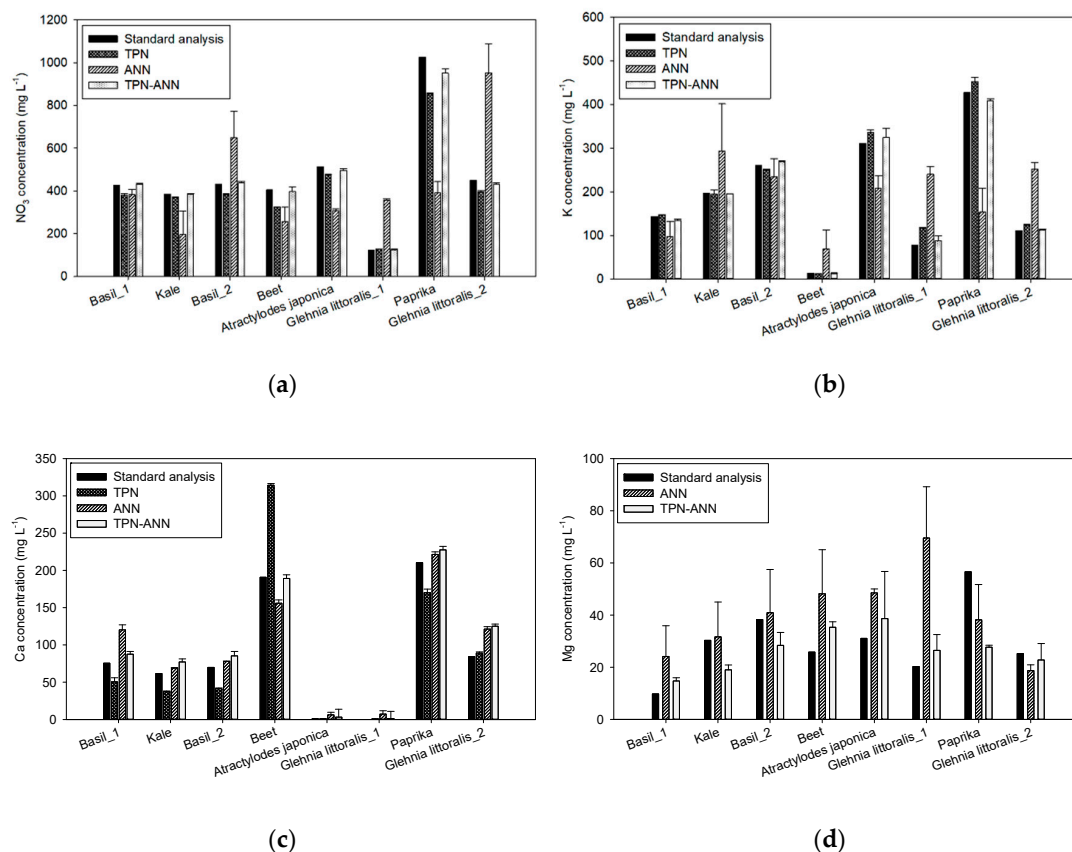 1200
1000
800
600
400
200
0
NO3 concentration (mg L-1)
Standard analysis
TPN
ANN
TPN-ANN
Basil_1
Kale
Basil_2
Beet
Atractylodes japonica
Glehnia littoralis_1
Paprika
Glehnia littoralis_2
(a)
600
500
400
300
200
100
0
K concentration (mg L-1)
Standard analysis
TPN
ANN
TPN-ANN
Basil_1
Kale
Basil_2
Beet
Atractylodes japonica
Glehnia littoralis_1
Paprika
Glehnia littoralis_2
(b)
350
300
250
200
150
100
50
0
Ca concentration (mg L-1)
Standard analysis
TPN
ANN
TPN-ANN
Basil_1
Kale
Basil_2
Beet
Atractylodes japonica
Glehnia littoralis_1
Paprika
Glehnia littoralis_2
(c)
100
80
60
40
20
0
Mg concentration (mg L-1)
Standard analysis
ANN
TPN-ANN
Basil_1
Kale
Basil_2
Beet
Atractylodes japonica
Glehnia littoralis_1
Paprika
Glehnia littoralis_2
(d)